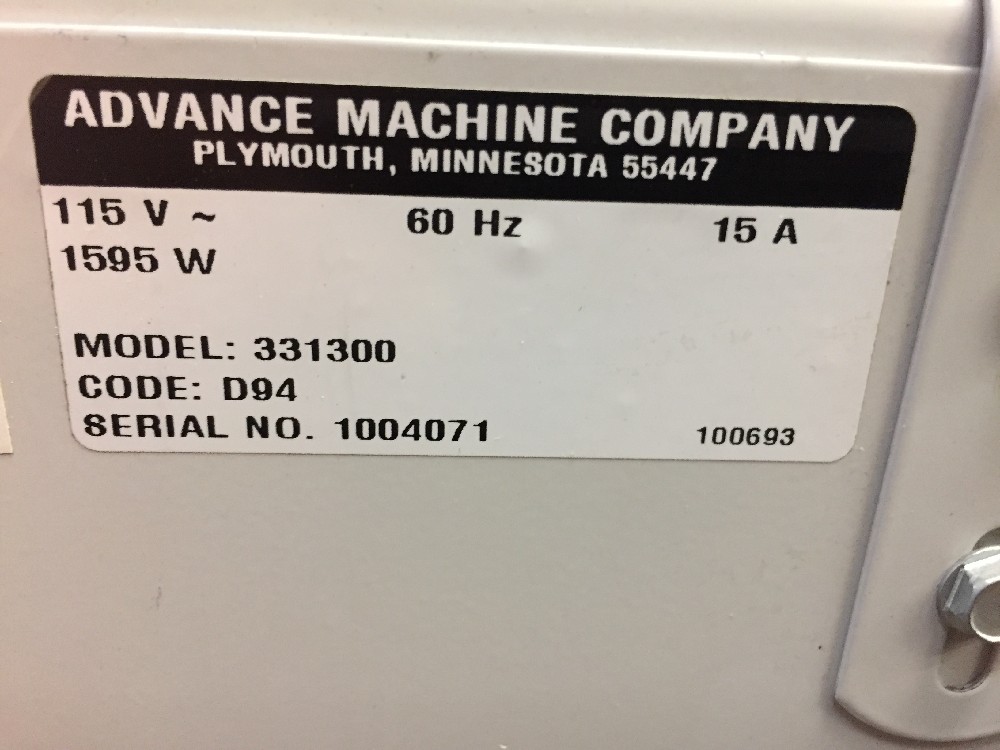 ADVANCE MACHINE COMPANY
PLYMOUTH, MINNESOTA 55447
115 V ~ 60 Hz 15 A
1595 W
MODEL: 331300
CODE: D94
SERIAL NO. 1004071 100693